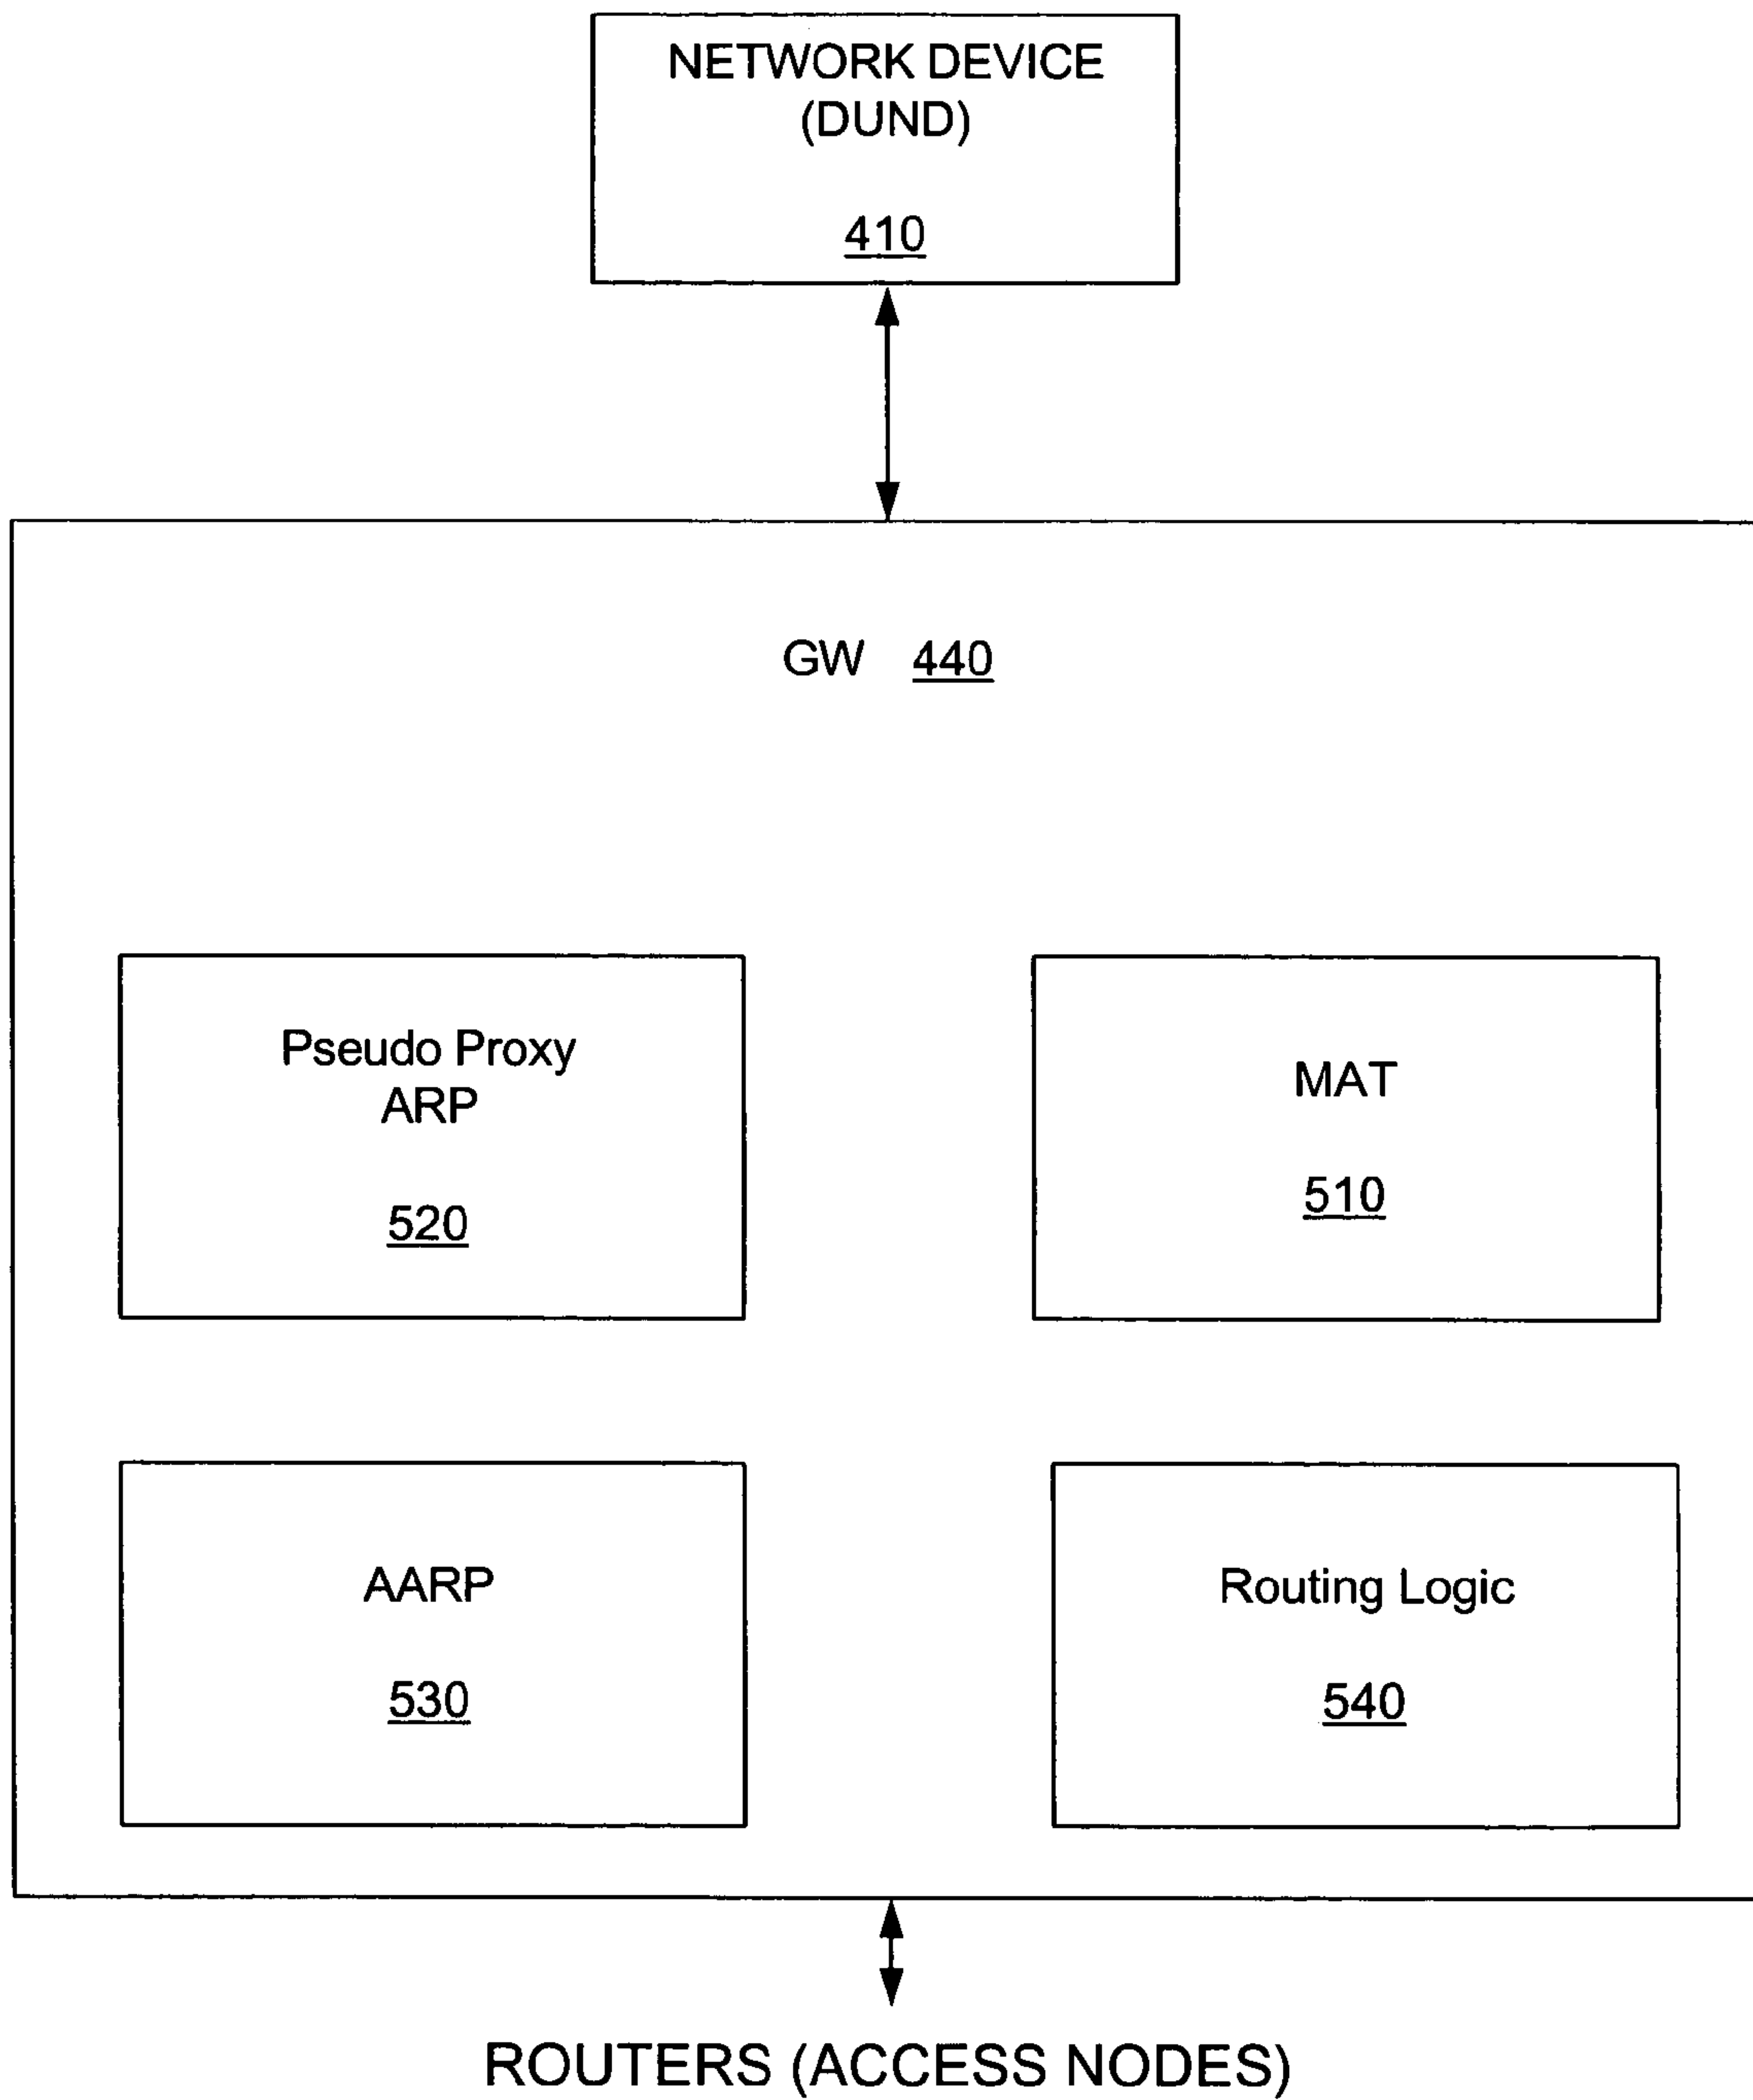 NETWORK DEVICE
(DUND)
410
GW 440
Pseudo Proxy
ARP
520
MAT
510
AARP
530
Routing Logic
540
ROUTERS (ACCESS NODES)